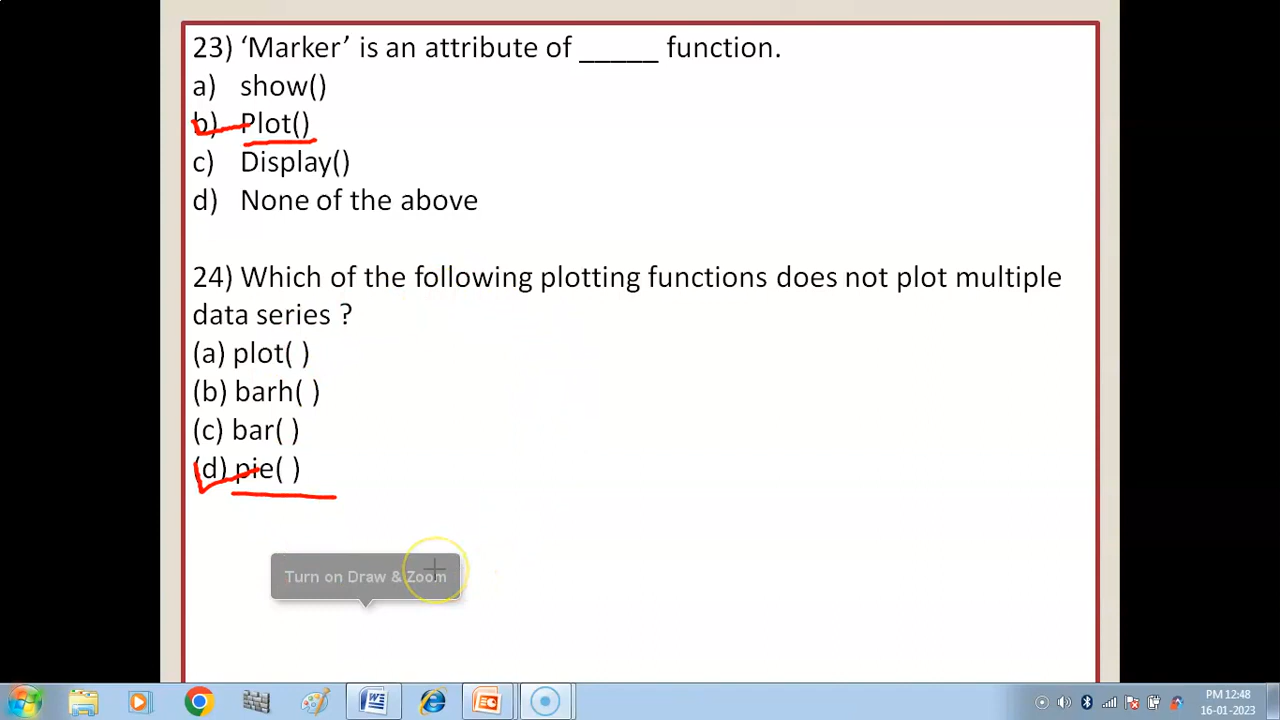 23) ‘Marker’ is an attribute of _____ function.
a) show()
b) Plot()
c) Display()
d) None of the above
24) Which of the following plotting functions does not plot multiple
data series ?
(a) plot( )
(b) barh( )
(c) bar( )
(d) pie( )
Turn on Draw & Zoom
PM 12:48
16-01-2023